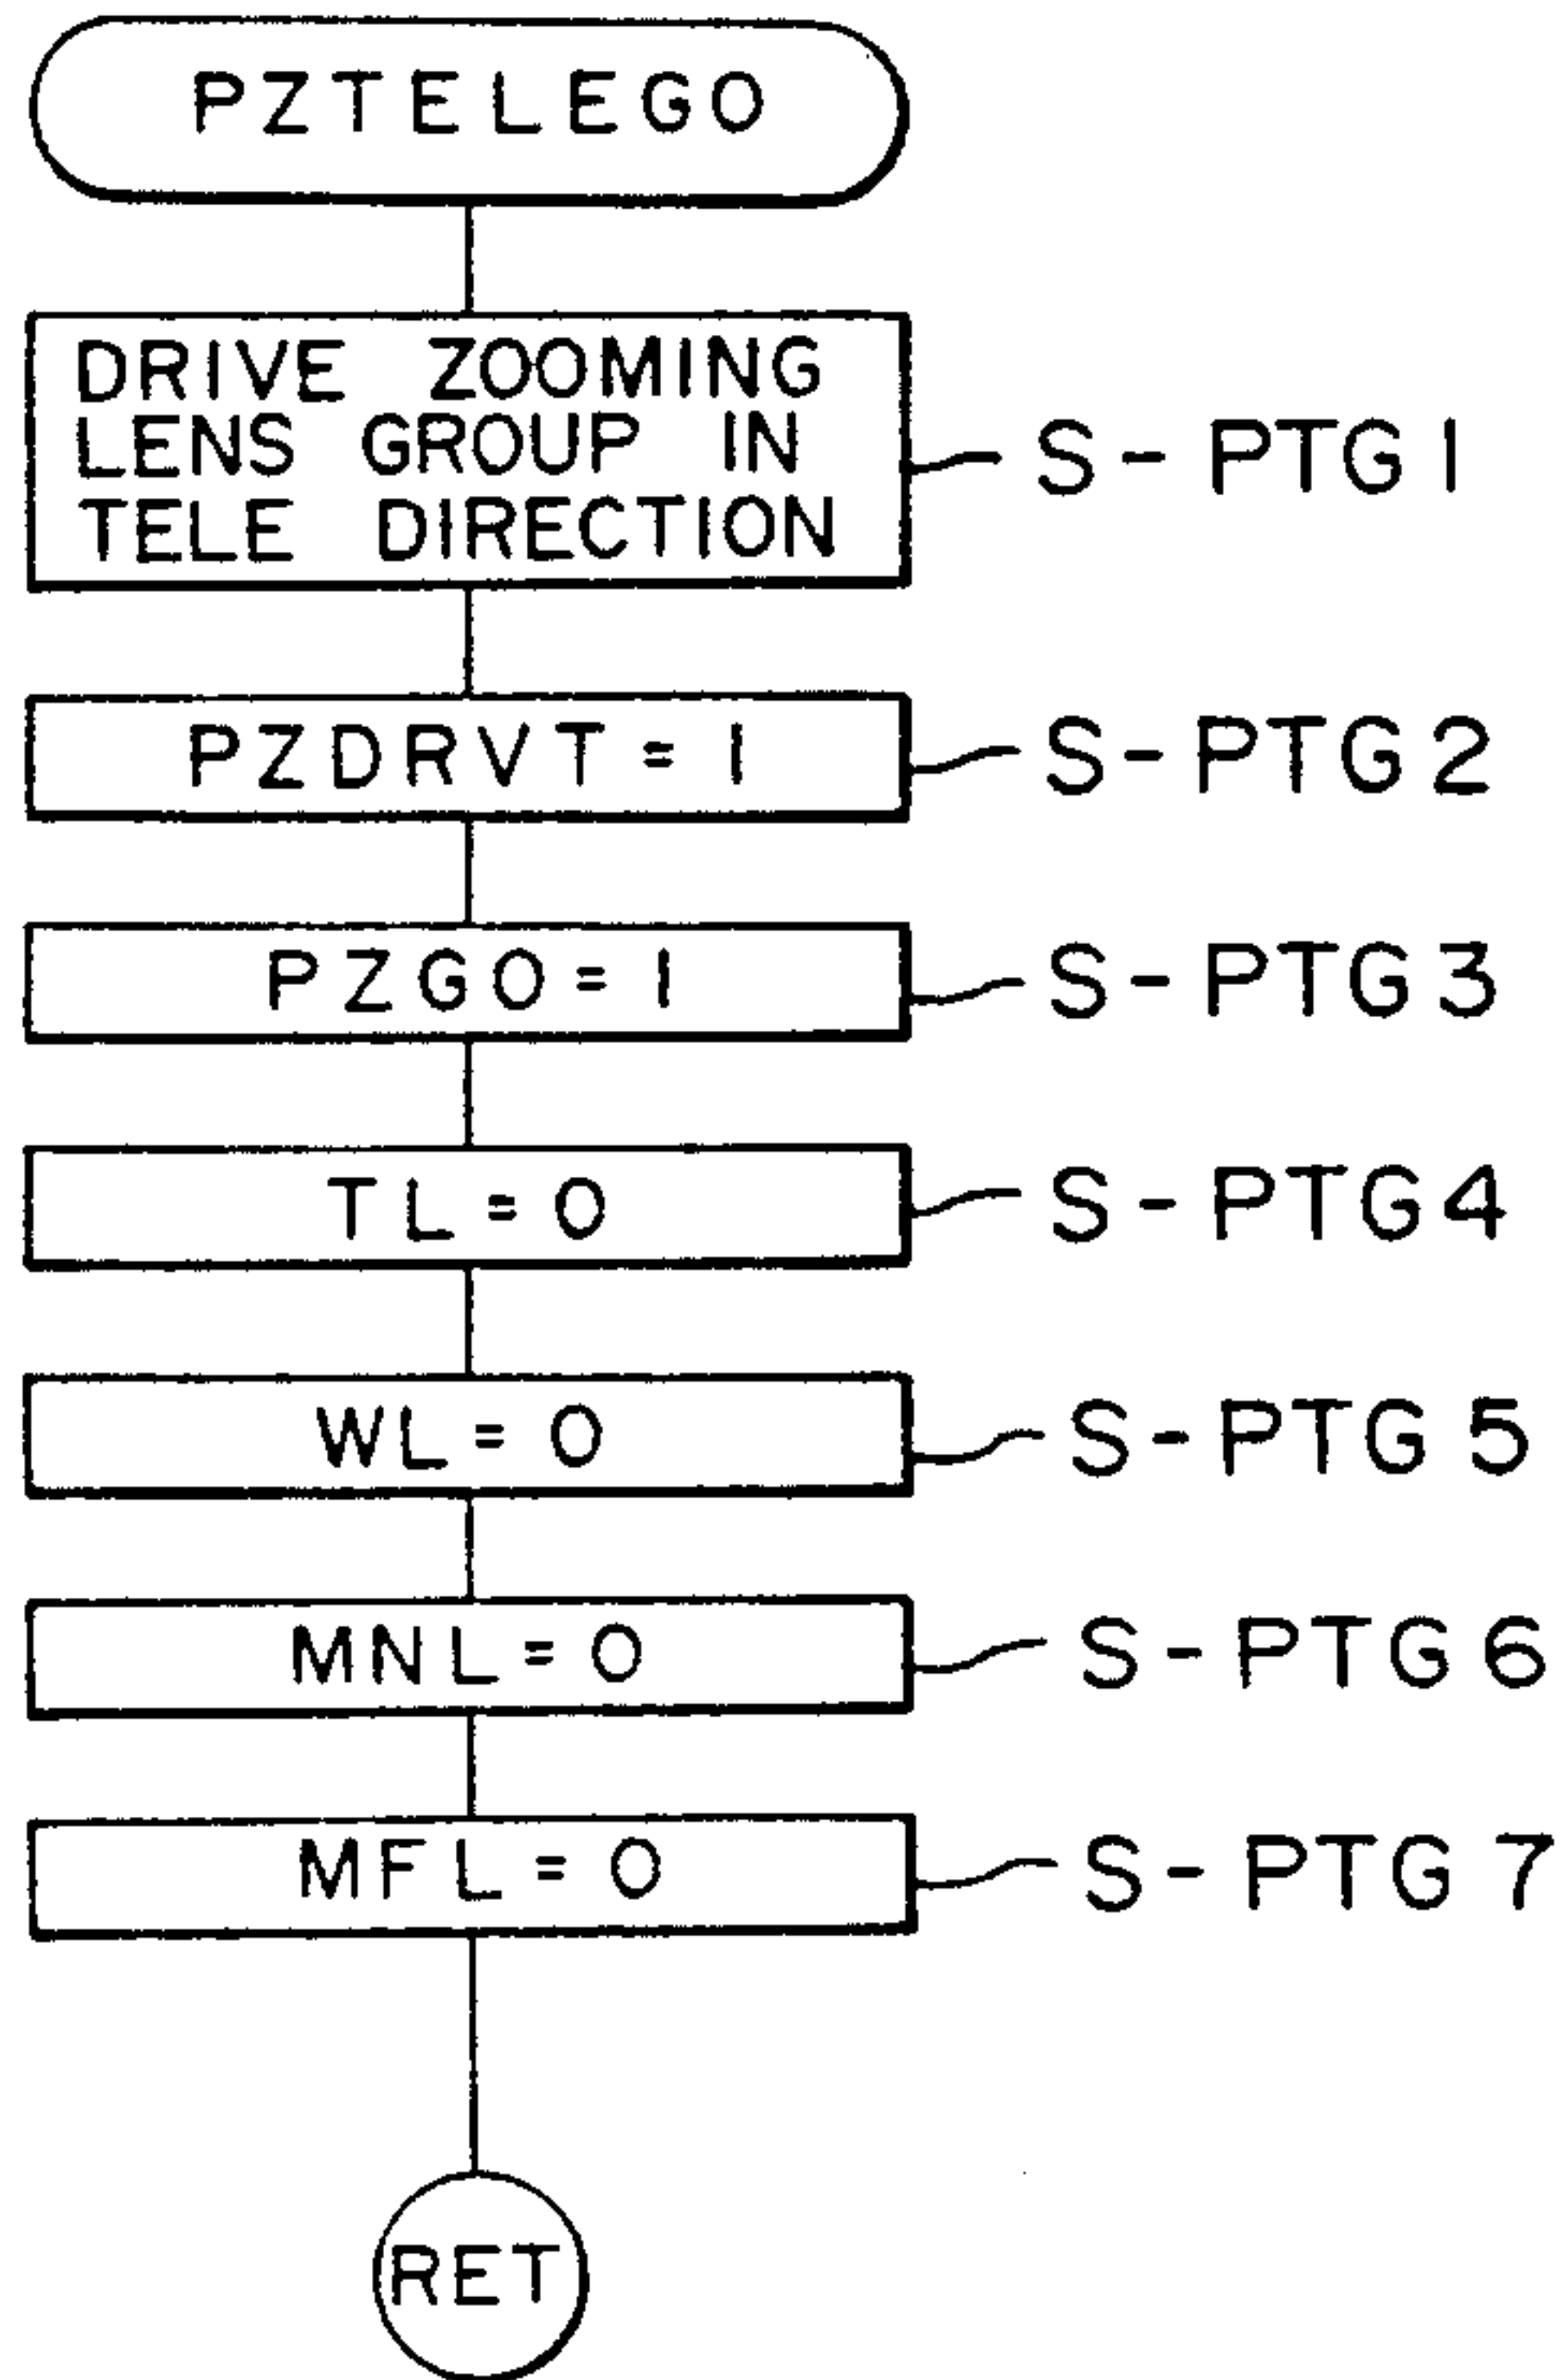 PZTELEGO
DRIVE ZOOMING
LENS GROUP IN
TELE DIRECTION
S-PTG1
PZDRVT=1
S-PTG2
PZGO=1
S-PTG3
TL=0
S-PTG4
WL=0
S-PTG5
MNL=0
S-PTG6
MFL=0
S-PTG7
RET